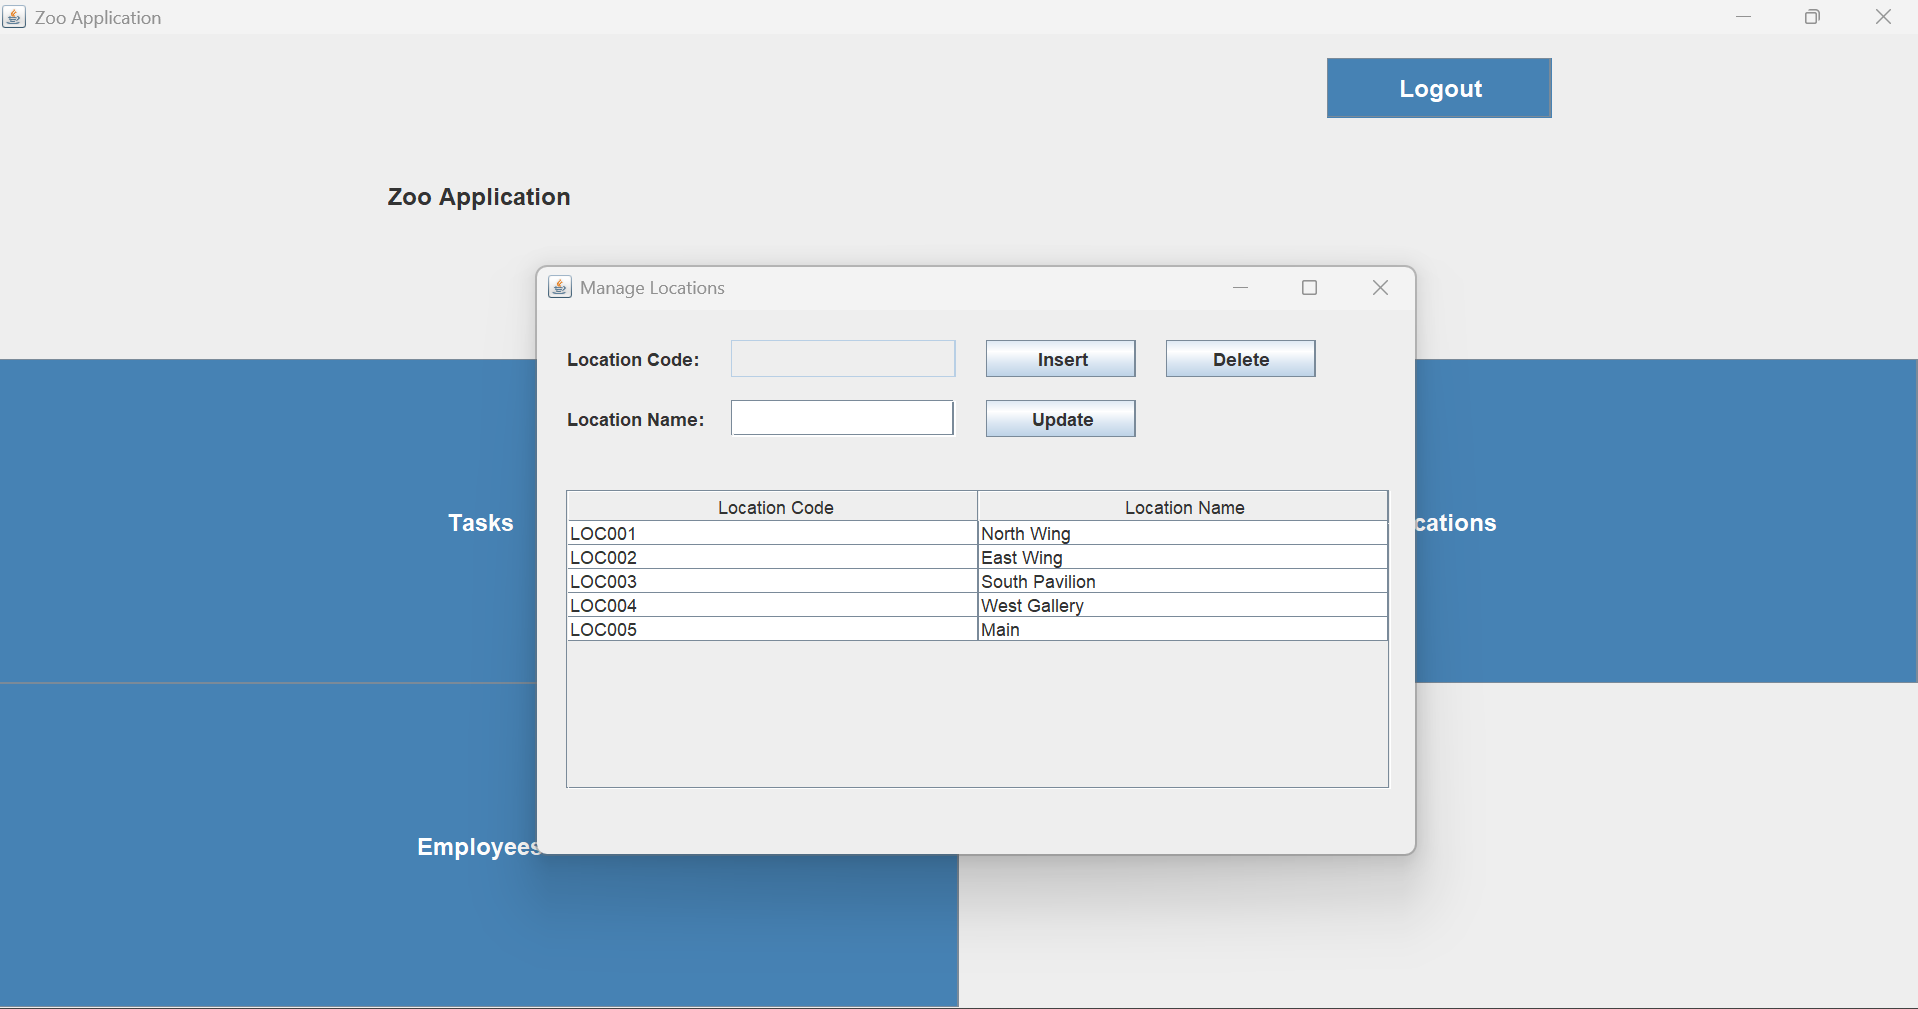 Zoo Application
Logout
Zoo Application
Manage Locations
Location Code:
Insert
Delete
Location Name:
Update
Location Code Location Name
LOC001 North Wing
LOC002 East Wing
LOC003 South Pavilion
LOC004 West Gallery
LOC005 Main
Tasks
cations
Employees